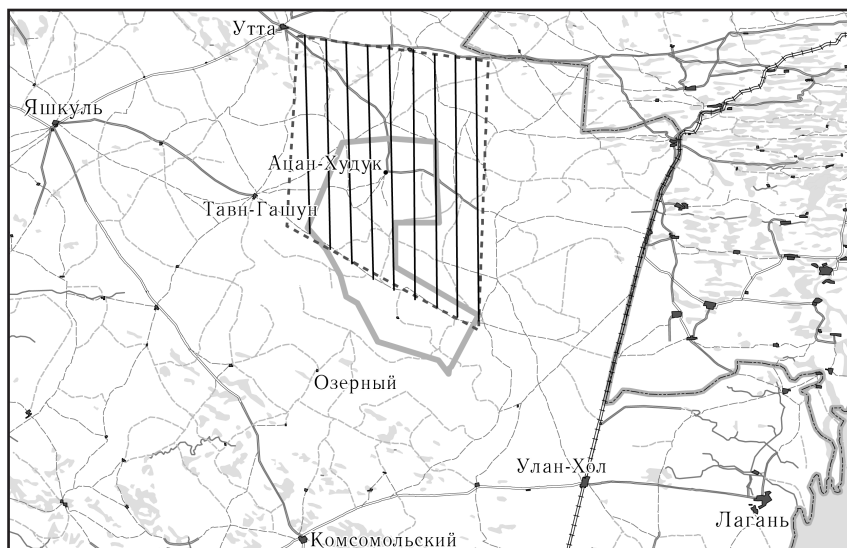 Утта
Яшкуль
Ацан-Худук
Тавн-Гашун
Озерный
Улан-Хол
Лагань
Комсомольский